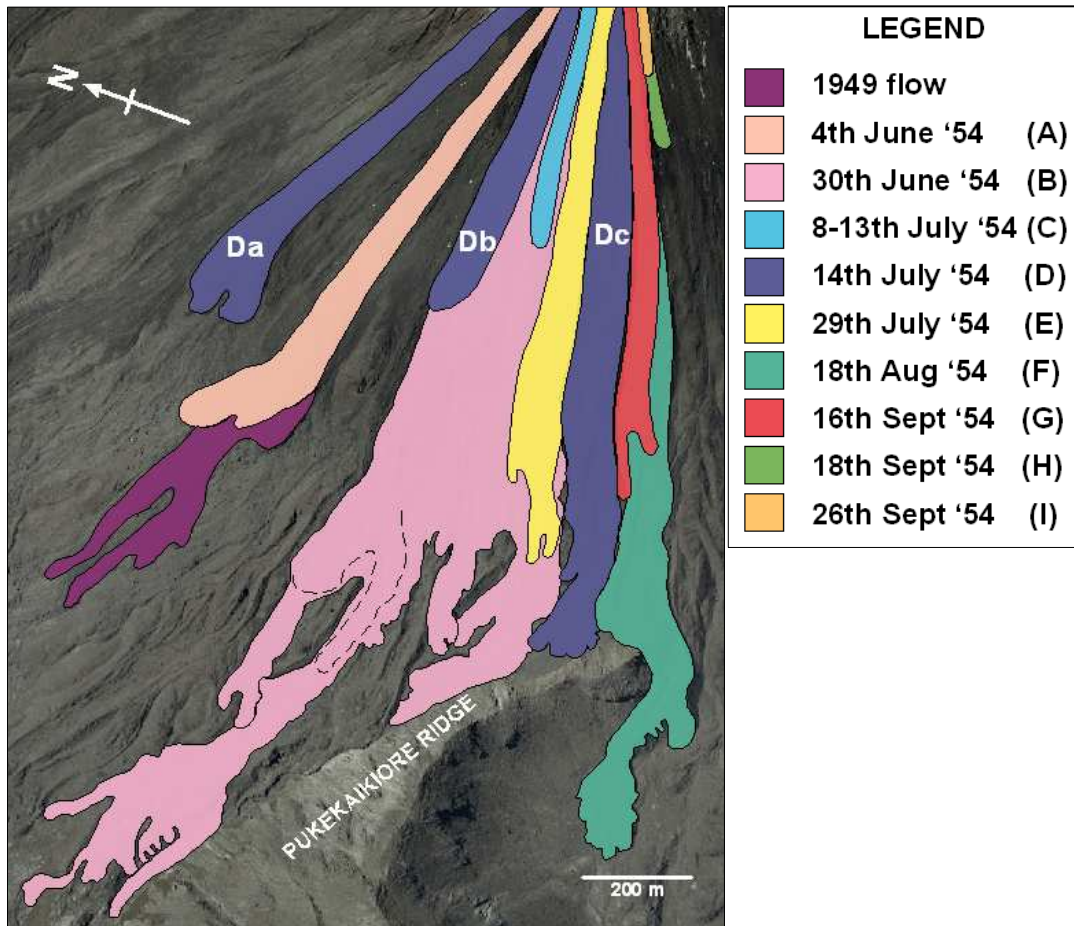 N
Da
Db
Dc
PUKEKAIKIORE RIDGE
200 m
LEGEND
1949 flow
4th June ‘54 (A)
30th June ‘54 (B)
8-13th July ‘54 (C)
14th July ‘54 (D)
29th July ‘54 (E)
18th Aug ‘54 (F)
16th Sept ‘54 (G)
18th Sept ‘54 (H)
26th Sept ‘54 (I)